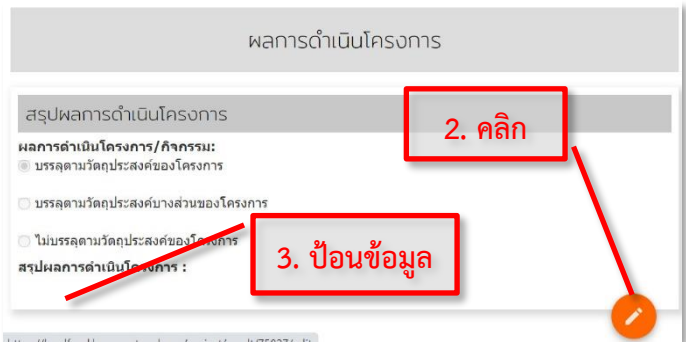 ผลการดำเนินโครงการ
สรุปผลการดำเนินโครงการ
2. คลิก
ผลการดำเนินโครงการ/กิจกรรม:
บรรลุตามวัตถุประสงค์ของโครงการ
บรรลุตามวัตถุประสงค์บางส่วนของโครงการ
ไม่บรรลุตามวัตถุประสงค์ของโครงการ
3. ป้อนข้อมูล
สรุปผลการดำเนินโครงการ :